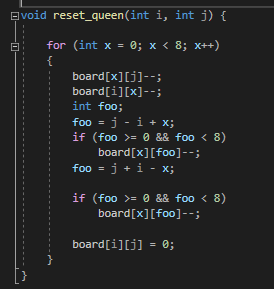 void reset_queen(int i, int j) {
for (int x = 0; x < 8; x++)
{
board[x][j]--;
board[i][x]--;
int foo;
foo = j - i + x;
if (foo >= 0 && foo < 8)
board[x][foo]--;
foo = j + i - x;
if (foo >= 0 && foo < 8)
board[x][foo]--;
board[i][j] = 0;
}
}